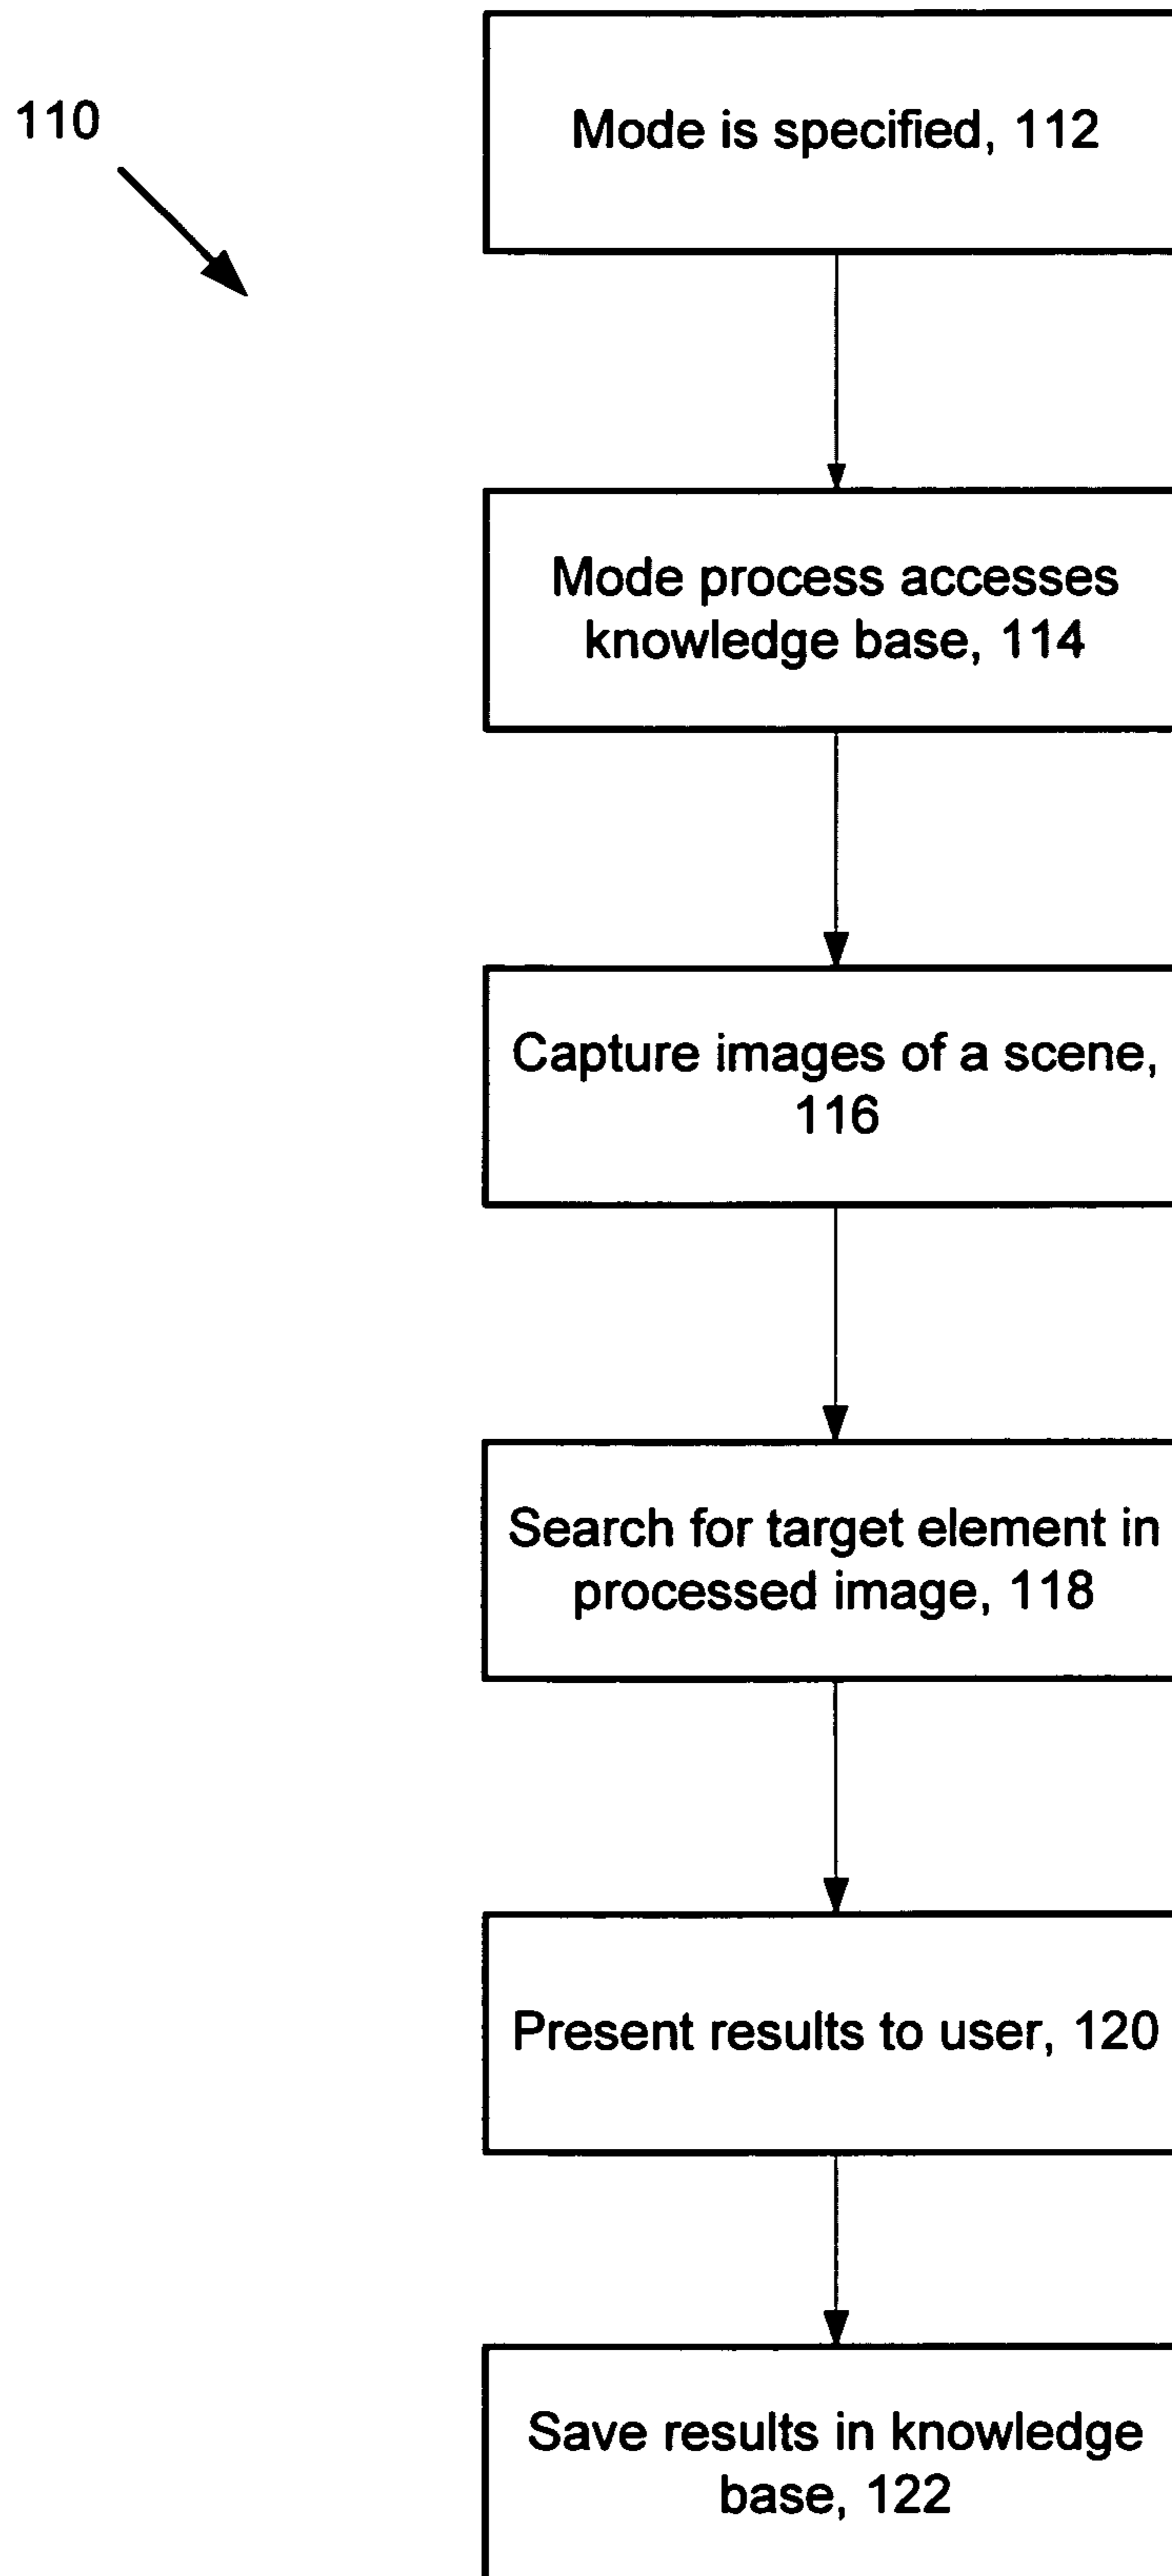 110
Mode is specified, 112
Mode process accesses
knowledge base, 114
Capture images of a scene,
116
Search for target element in
processed image, 118
Present results to user, 120
Save results in knowledge
base, 122